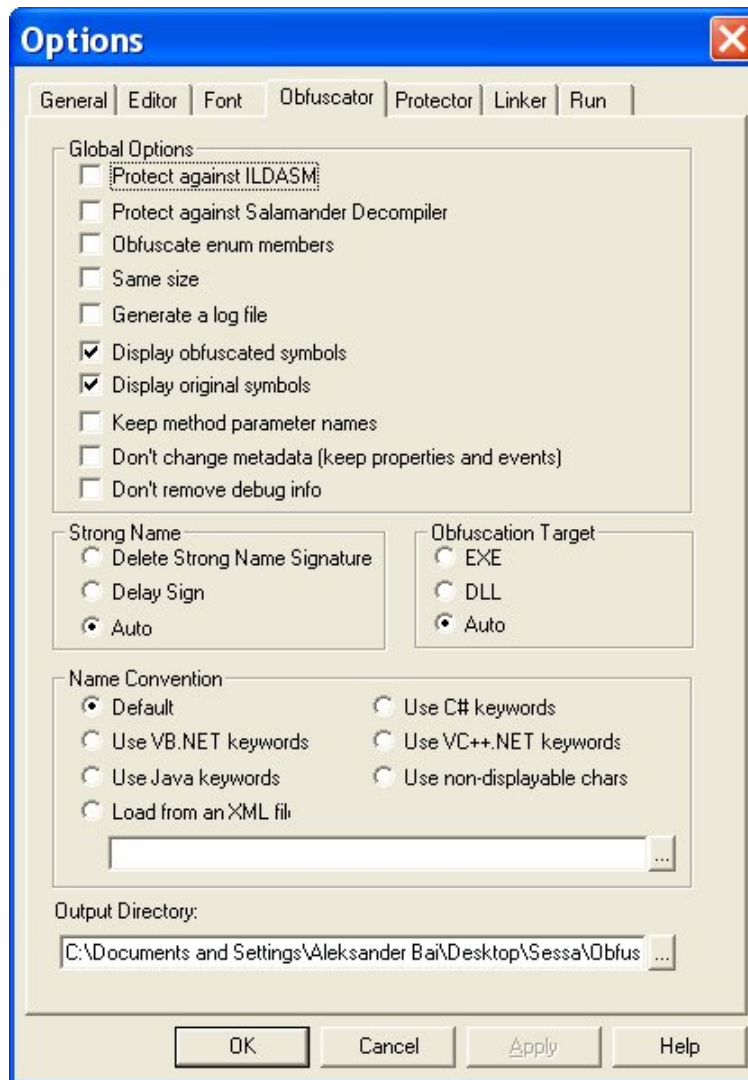 Options
General Editor Font Obfuscator Protector Linker Run
Global Options
Protect against ILDASM
Protect against Salamander Decompiler
Obfuscate enum members
Same size
Generate a log file
Display obfuscated symbols
Display original symbols
Keep method parameter names
Don't change metadata (keep properties and events)
Don't remove debug info
Strong Name
Delete Strong Name Signature
Delay Sign
Auto
Obfuscation Target
EXE
DLL
Auto
Name Convention
Default
Use C# keywords
Use VB.NET keywords
Use VC++.NET keywords
Use Java keywords
Use non-displayable chars
Load from an XML fil
...
Output Directory:
C:\Documents and Settings\Aleksander Bai\Desktop\Sessa\Obfus ...
OK Cancel Apply Help